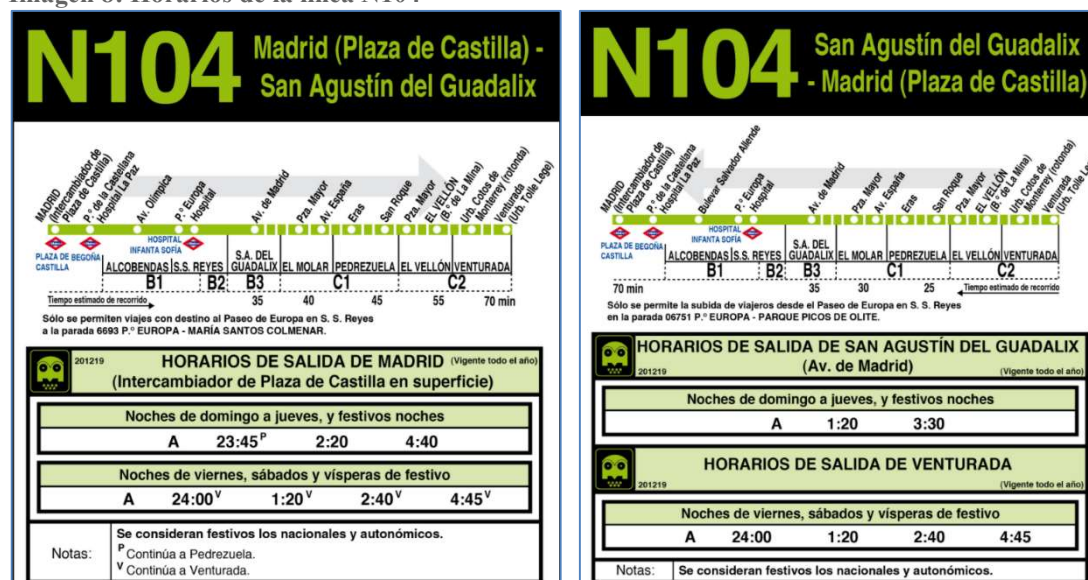 N104
Madrid (Plaza de Castilla) -
San Agustín del Guadalix
MADRID
(Intercambiador de
Plaza de Castilla)
P.º de la Castellana
Hospital La Paz
Av. Olímpica
P.º Europa
Hospital
Av. de Madrid
Pza. Mayor
Av. España
Eras
San Roque
Pza. Mayor
EL VELLÓN
(B.º de La Mina)
Urb. Cotos de
Monterrey (rotonda)
Venturada
(Urb. Tolle Lege)
PLAZA DE
CASTILLA
BEGOÑA
HOSPITAL
INFANTA SOFÍA
ALCOBENDAS
S.S. REYES
S.A. DEL
GUADALIX
EL MOLAR
PEDREZUELA
EL VELLÓN
VENTURADA
B1 B2 B3 C1 C2
Tiempo estimado de recorrido
35 40 45 55 70 min
Sólo se permiten viajes con destino al Paseo de Europa en S. S. Reyes
a la parada 6693 P.º EUROPA - MARÍA SANTOS COLMENAR.
201219
HORARIOS DE SALIDA DE MADRID (Vigente todo el año)
(Intercambiador de Plaza de Castilla en superficie)
Noches de domingo a jueves, y festivos noches
A 23:45 P 2:20 4:40
Noches de viernes, sábados y vísperas de festivo
A 24:00 V 1:20 V 2:40 V 4:45 V
Notas:
Se consideran festivos los nacionales y autonómicos.
P Continúa a Pedrezuela.
V Continúa a Venturada.
N104
San Agustín del Guadalix
- Madrid (Plaza de Castilla)
MADRID
(Intercambiador de
Plaza de Castilla)
P.º de la Castellana
Hospital La Paz
Bulevar Salvador Allende
P.º Europa
Hospital
Av. de Madrid
Pza. Mayor
Av. España
Eras
San Roque
Pza. Mayor
EL VELLÓN
(B.º de La Mina)
Urb. Cotos de
Monterrey (rotonda)
Venturada
(Urb. Tolle
PLAZA DE
CASTILLA
BEGOÑA
HOSPITAL
INFANTA SOFÍA
ALCOBENDAS
S.S. REYES
S.A. DEL
GUADALIX
EL MOLAR
PEDREZUELA
EL VELLÓN
VENTURADA
B1 B2 B3 C1 C2
70 min 35 30 25
Tiempo estimado de recorrido
Sólo se permite la subida de viajeros desde el Paseo de Europa en S. S. Reyes
en la parada 06751 P.º EUROPA - PARQUE PICOS DE OLITE.
HORARIOS DE SALIDA DE SAN AGUSTÍN DEL GUADALIX
201219
(Av. de Madrid)
(Vigente todo el año)
Noches de domingo a jueves, y festivos noches
A 1:20 3:30
HORARIOS DE SALIDA DE VENTURADA
201219
(Vigente todo el año)
Noches de viernes, sábados y vísperas de festivo
A 24:00 1:20 2:40 4:45
Notas:
Se consideran festivos los nacionales y autonómicos.